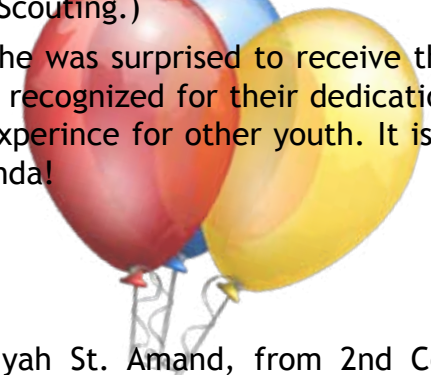 Scouting.)
he was surprised to receive th
recognized for their dedicatio
xperince for other youth. It is
nda!
yah St. Amand, from 2nd C